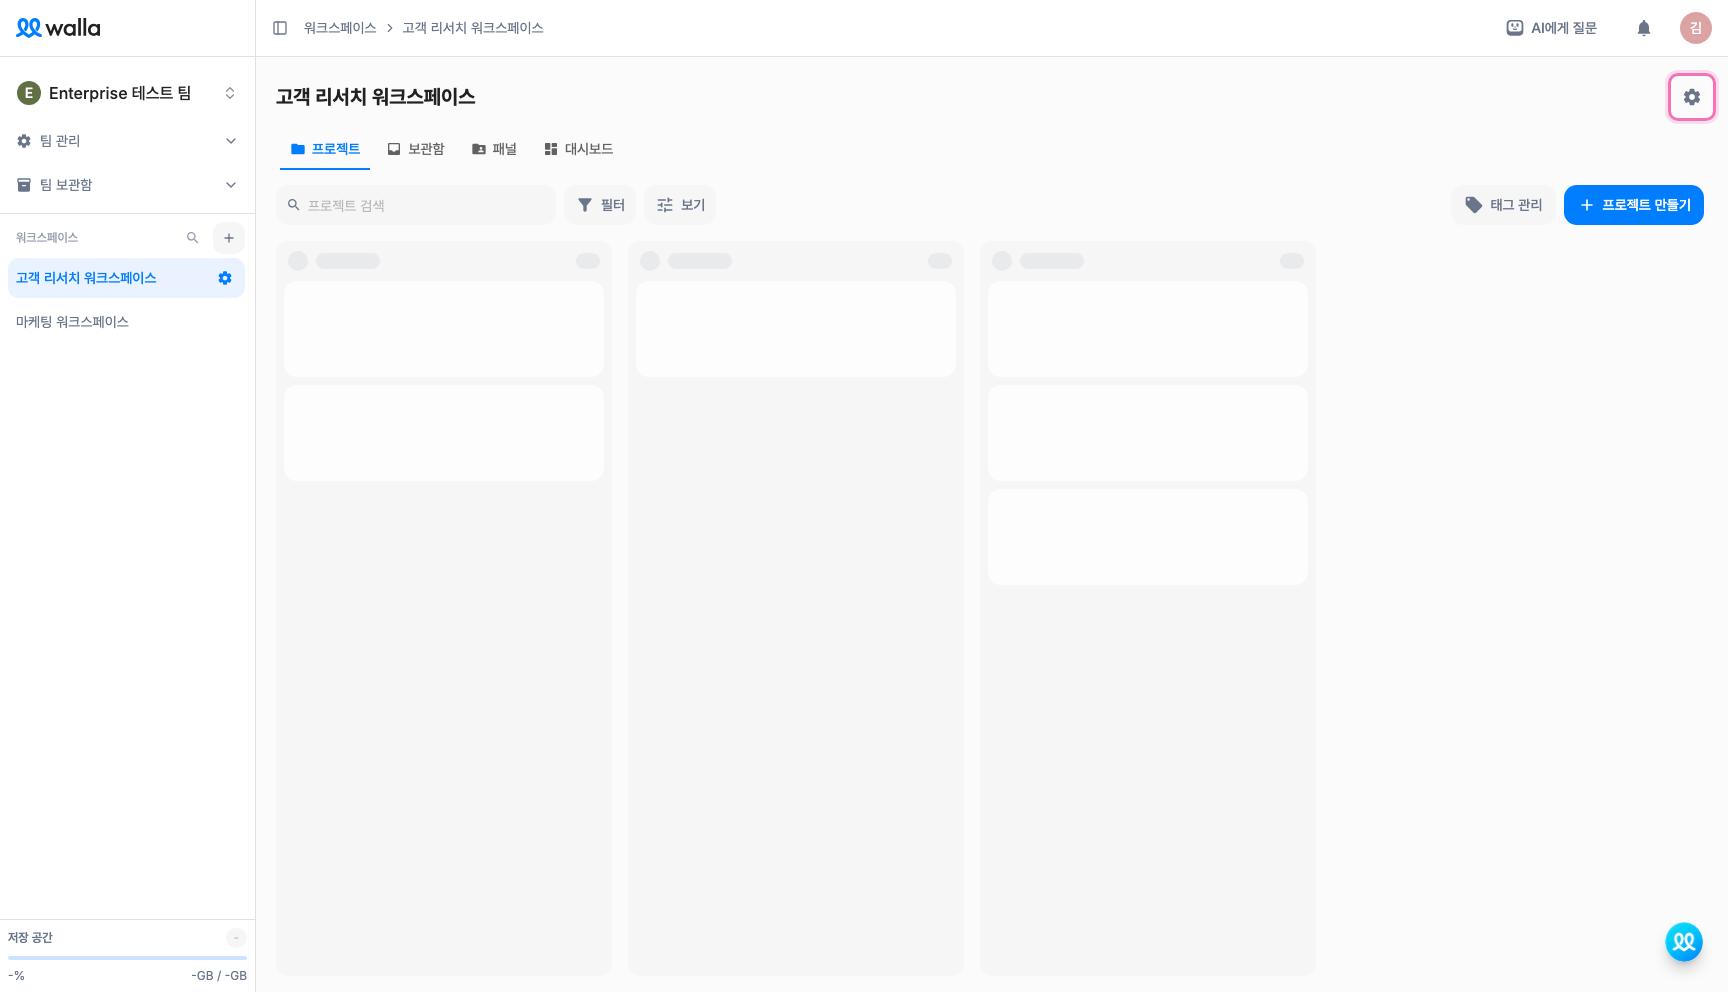 walla
워크스페이스 > 고객 리서치 워크스페이스
AI에게 질문
김
E Enterprise 테스트 팀
팀 관리
팀 보관함
워크스페이스
고객 리서치 워크스페이스
마케팅 워크스페이스
저장 공간
-
-%
-GB / -GB
고객 리서치 워크스페이스
프로젝트 보관함 패널 대시보드
프로젝트 검색 필터 보기 태그 관리 + 프로젝트 만들기